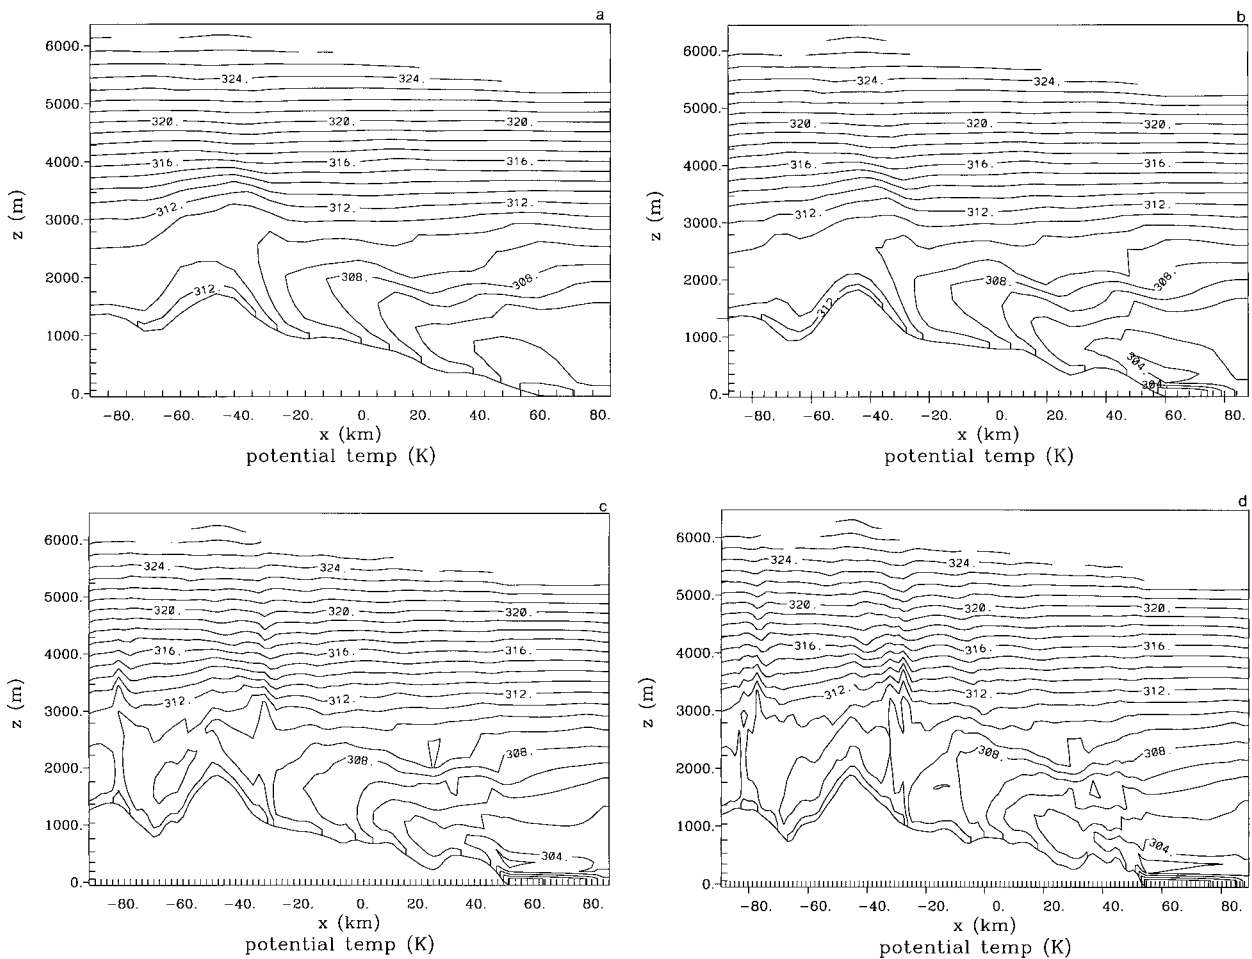 a
6000.
5000.
4000.
3000.
2000.
1000.
0.
z (m)
324. 324.
320. 320. 320.
316. 316. 316.
312. 312. 312.
308. 308.
312.
-80. -60. -40. -20. 0. 20. 40. 60. 80.
x (km)
potential temp (K)
b
6000.
5000.
4000.
3000.
2000.
1000.
0.
z (m)
324. 324.
320. 320. 320.
316. 316. 316.
312. 312. 312.
308. 308.
312.
304.
304.
-80. -60. -40. -20. 0. 20. 40. 60. 80.
x (km)
potential temp (K)
c
6000.
5000.
4000.
3000.
2000.
1000.
0.
z (m)
324. 324.
320. 320. 320.
316. 316. 316.
312. 312. 312.
308. 308.
304.
-80. -60. -40. -20. 0. 20. 40. 60. 80.
x (km)
potential temp (K)
d
6000.
5000.
4000.
3000.
2000.
1000.
0.
z (m)
324. 324.
320. 320. 320.
316. 316. 316.
312. 312. 312.
308. 308.
304.
-80. -60. -40. -20. 0. 20. 40. 60. 80.
x (km)
potential temp (K)